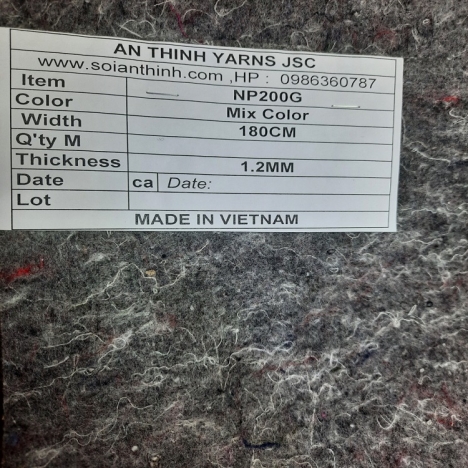 AN THINH YARNS JSC
www.soianthinh.com ,HP : 0986360787
Item NP200G
Color Mix Color
Width 180CM
Q'ty M
Thickness 1.2MM
Date ca Date:
Lot
MADE IN VIETNAM